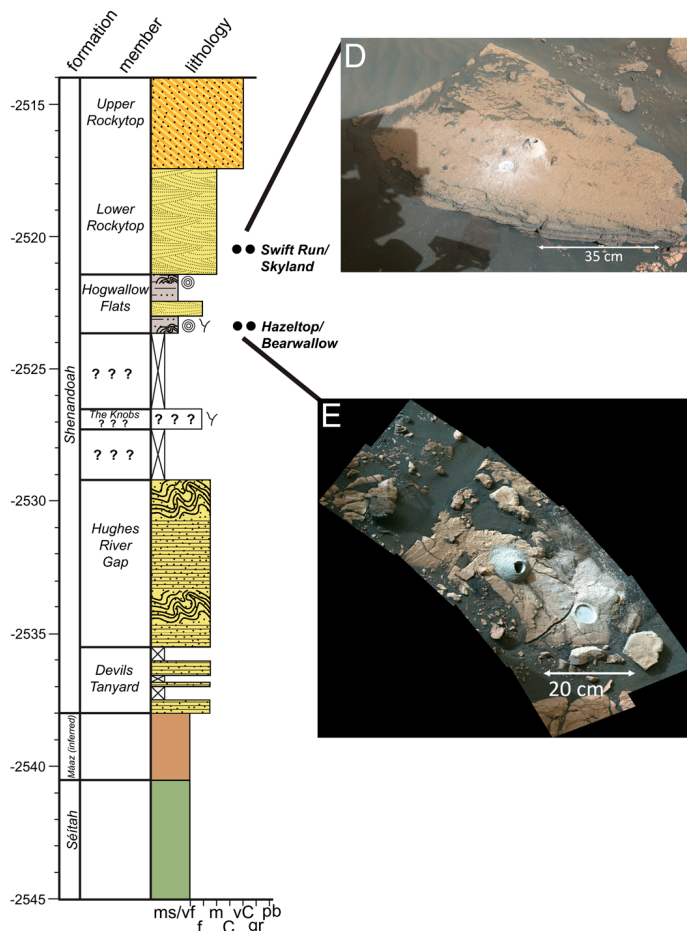 formation
member
lithology
D
-2515
Upper
Rockytop
Lower
Rockytop
-2520
Swift Run/
Skyland
35 cm
Hogwallow
Flats
Hazeltop/
Bearwallow
-2525
Shenandoah
? ? ?
The Knobs
? ? ?
? ? ?
? ? ?
E
-2530
Hughes
River
Gap
-2535
Devils
Tanyard
20 cm
Máaz (inferred)
-2540
Séítah
-2545
ms/vf m vC pb
f C gr